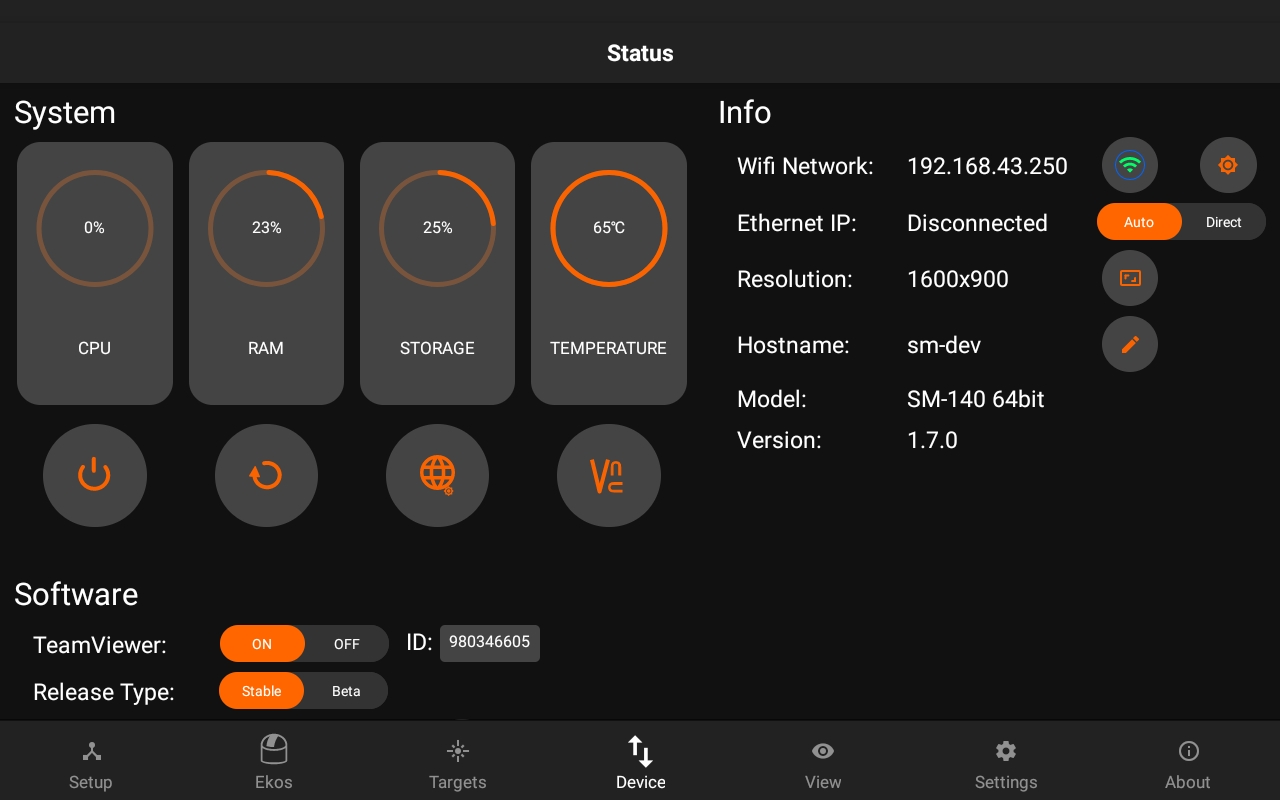 Status
System
0%
CPU
23%
RAM
25%
STORAGE
65℃
TEMPERATURE
Vnc
Info
Wifi Network: 192.168.43.250
Ethernet IP: Disconnected Auto Direct
Resolution: 1600x900
Hostname: sm-dev
Model: SM-140 64bit
Version: 1.7.0
Software
TeamViewer: ON OFF ID: 980346605
Release Type: Stable Beta
Setup Ekos Targets Device View Settings About